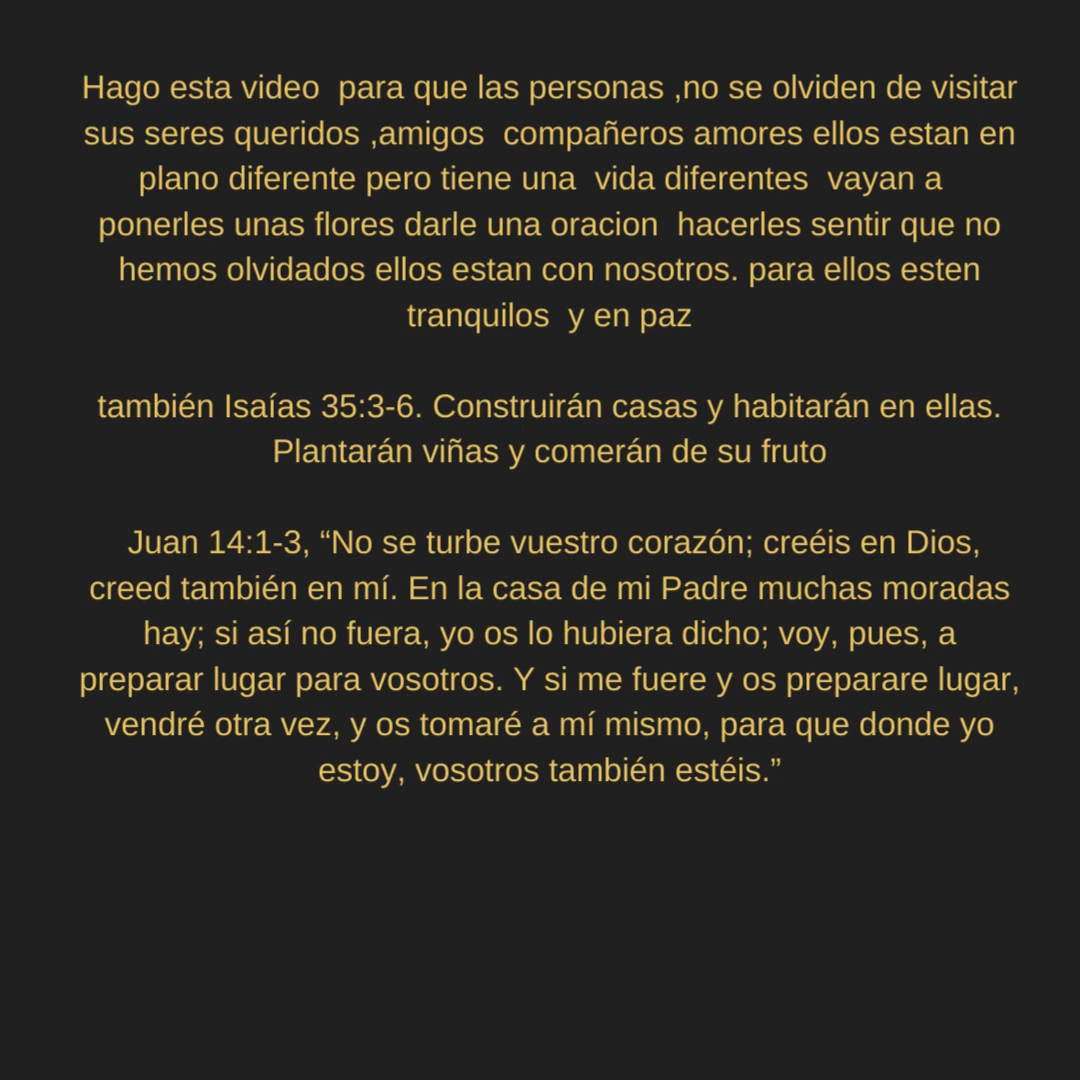 Hago esta video  para que las personas ,no se olviden de visitar
sus seres queridos ,amigos  compañeros amores ellos estan en
plano diferente pero tiene una  vida diferentes  vayan a
ponerles unas flores darle una oracion  hacerles sentir que no
hemos olvidados ellos estan con nosotros. para ellos esten
tranquilos  y en paz
también Isaías 35:3-6. Construirán casas y habitarán en ellas.
Plantarán viñas y comerán de su fruto
Juan 14:1-3, “No se turbe vuestro corazón; creéis en Dios,
creed también en mí. En la casa de mi Padre muchas moradas
hay; si así no fuera, yo os lo hubiera dicho; voy, pues, a
preparar lugar para vosotros. Y si me fuere y os preparare lugar,
vendré otra vez, y os tomaré a mí mismo, para que donde yo
estoy, vosotros también estéis.”